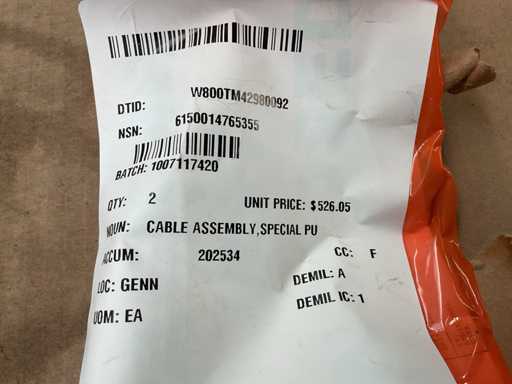 DTID: W800TM42980092
NSN: 6150014765355
BATCH: 1007117420
QTY: 2 UNIT PRICE: $526.05
NOUN: CABLE ASSEMBLY,SPECIAL PU
ACCUM: 202534 CC: F
LOC: GENN DEMIL: A
UOM: EA DEMIL IC: 1